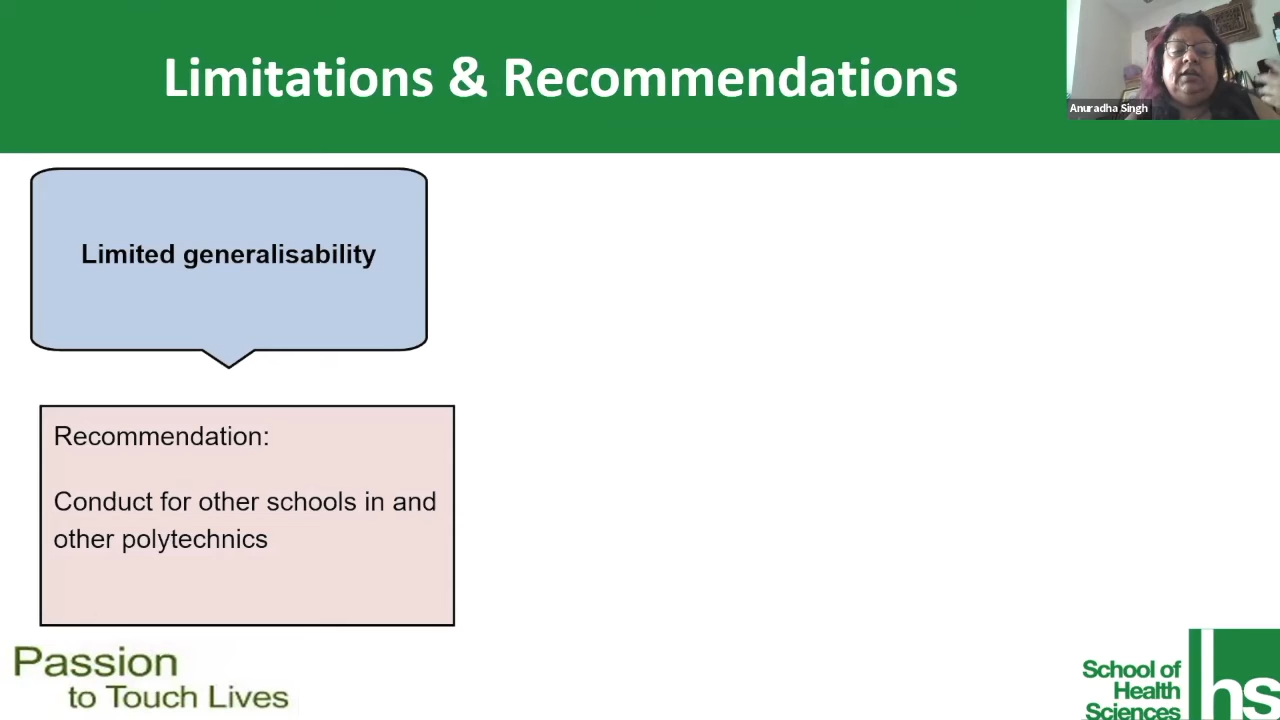 Limitations & Recommendations
Anuradha Singh
Limited generalisability
Recommendation:
Conduct for other schools in and
other polytechnics
Passion
to Touch Lives
School of
Health
Sciences
hs